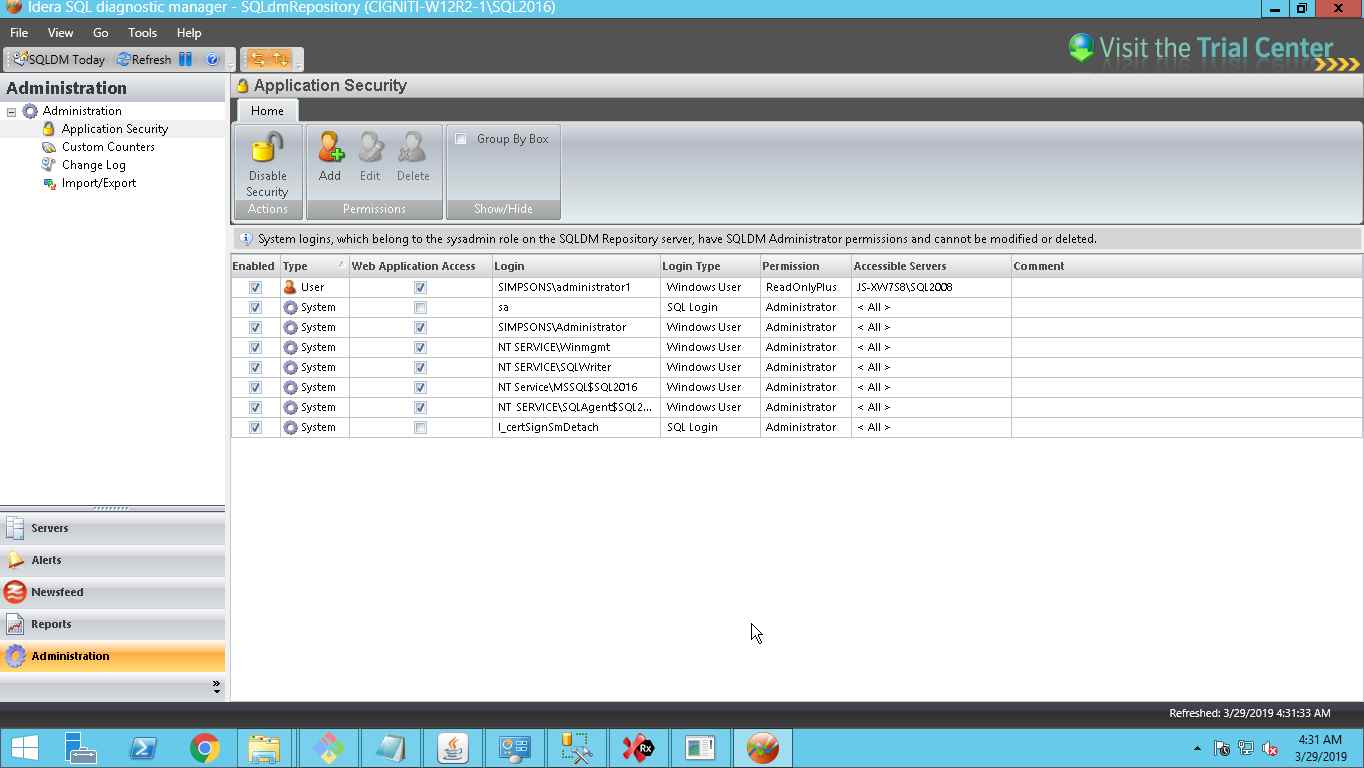 Idera SQL diagnostic manager - SQLdmRepository (CIGNITI-W12R2-1\SQL2016)
File View Go Tools Help
SQLDM Today Refresh
Visit the Trial Center
Administration
Application Security
Administration
Application Security
Custom Counters
Change Log
Import/Export
Home
Disable Security
Add Edit Delete
Group By Box
Actions Permissions Show/Hide
System logins, which belong to the sysadmin role on the SQLDM Repository server, have SQLDM Administrator permissions and cannot be modified or deleted.
Enabled Type Web Application Access Login Login Type Permission Accessible Servers Comment
User SIMPSONS\administrator1 Windows User ReadOnlyPlus JS-XW7S8\SQL2008
System sa SQL Login Administrator < All >
System SIMPSONS\Administrator Windows User Administrator < All >
System NT SERVICE\Winmgmt Windows User Administrator < All >
System NT SERVICE\SQLWriter Windows User Administrator < All >
System NT Service\MSSQL$SQL2016 Windows User Administrator < All >
System NT SERVICE\SQLAgent$SQL2... Windows User Administrator < All >
System l_certSignSmDetach SQL Login Administrator < All >
Servers
Alerts
Newsfeed
Reports
Administration
Refreshed: 3/29/2019 4:31:33 AM
Rx
4:31 AM
3/29/2019